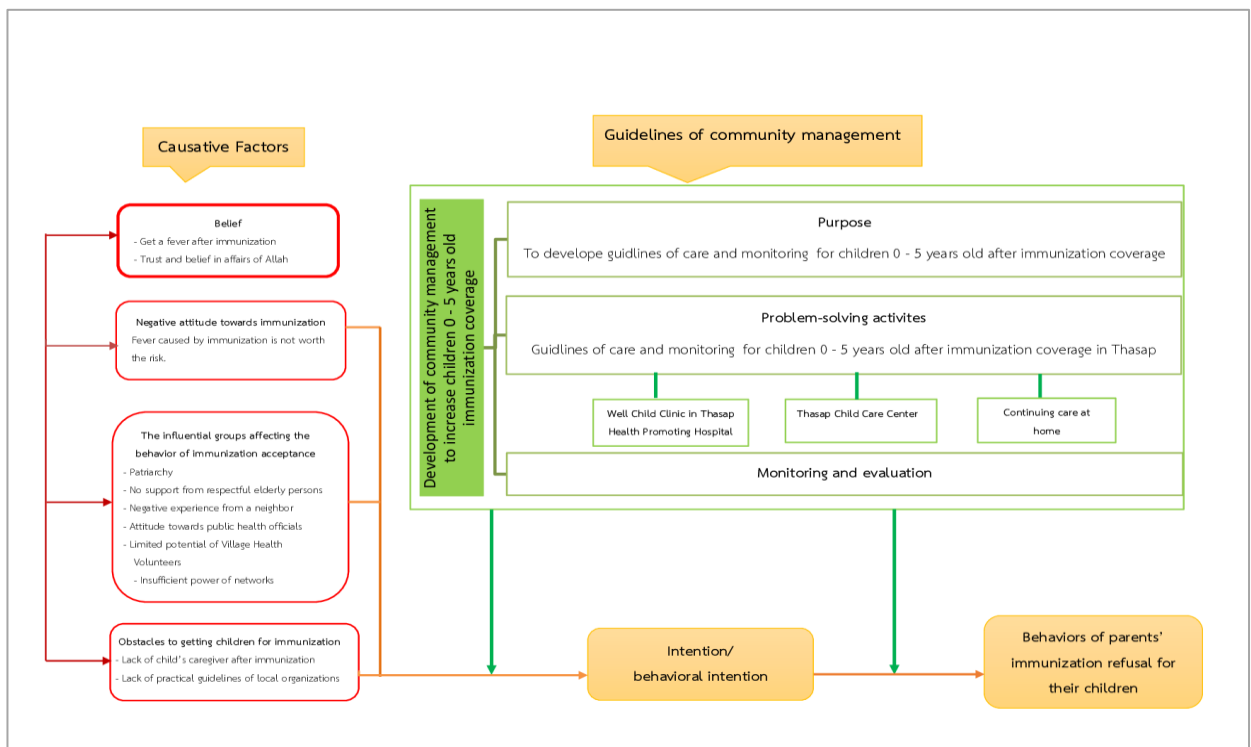 Causative Factors
Guidelines of community management
Belief
- Get a fever after immunization
- Trust and belief in affairs of Allah
Negative attitude towards immunization
Fever caused by immunization is not worth
the risk.
The influential groups affecting the
behavior of immunization acceptance
- Patriarchy
- No support from respectful elderly persons
- Negative experience from a neighbor
- Attitude towards public health officials
- Limited potential of Village Health
Volunteers
- Insufficient power of networks
Obstacles to getting children for immunization
- Lack of child's caregiver after immunization
- Lack of practical guidelines of local organizations
Development of community management
to increase children 0 - 5 years old
immunization coverage
Purpose
To develope guidlines of care and monitoring for children 0 - 5 years old after immunization coverage
Problem-solving activites
Guidlines of care and monitoring for children 0 - 5 years old after immunization coverage in Thasap
Well Child Clinic in Thasap
Health Promoting Hospital
Thasap Child Care Center
Continuing care at
home
Monitoring and evaluation
Intention/
behavioral intention
Behaviors of parents'
immunization refusal for
their children